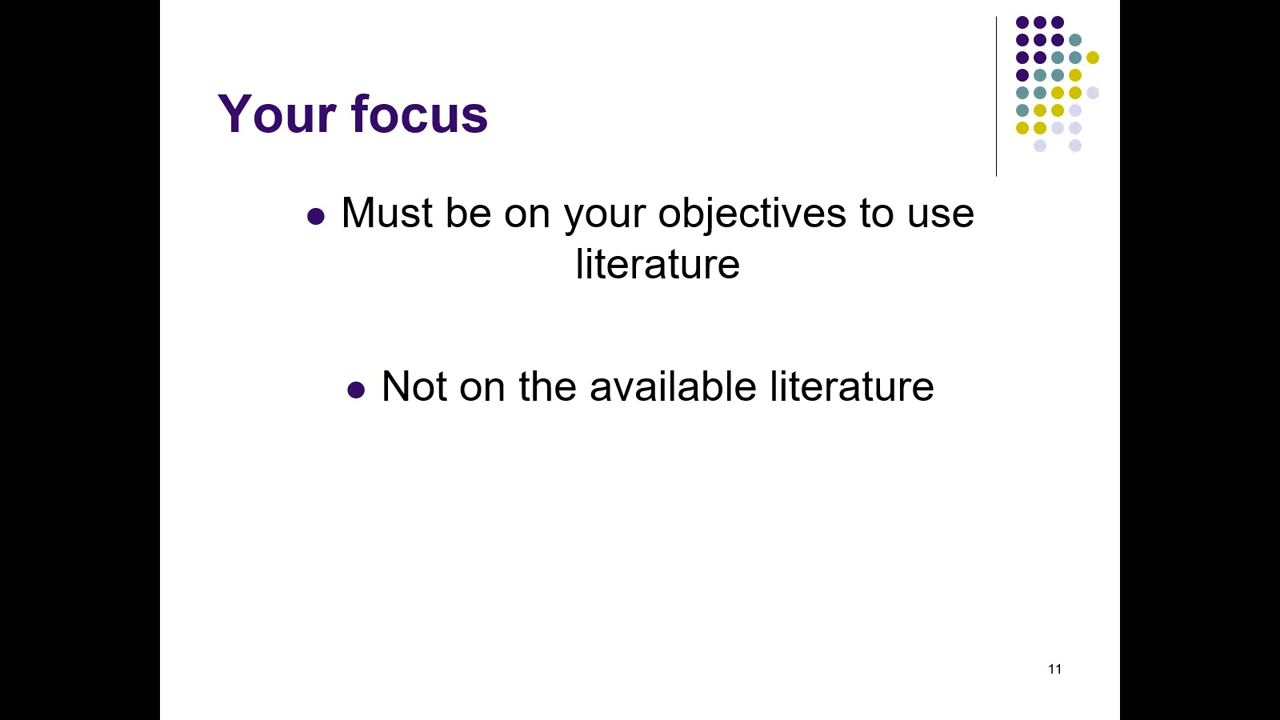 Your focus
• Must be on your objectives to use
literature
• Not on the available literature
11